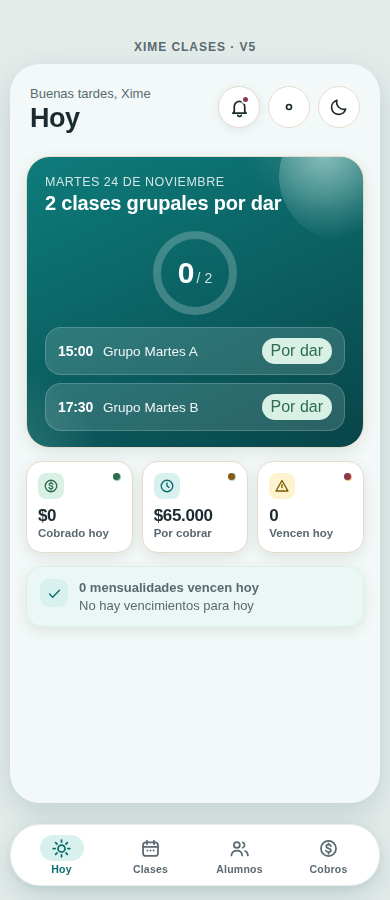 XIME CLASES · V5
Buenas tardes, Xime
Hoy
MARTES 24 DE NOVIEMBRE
2 clases grupales por dar
0 / 2
15:00 Grupo Martes A Por dar
17:30 Grupo Martes B Por dar
$0
Cobrado hoy
$65.000
Por cobrar
0
Vencen hoy
0 mensualidades vencen hoy
No hay vencimientos para hoy
Hoy Clases Alumnos Cobros